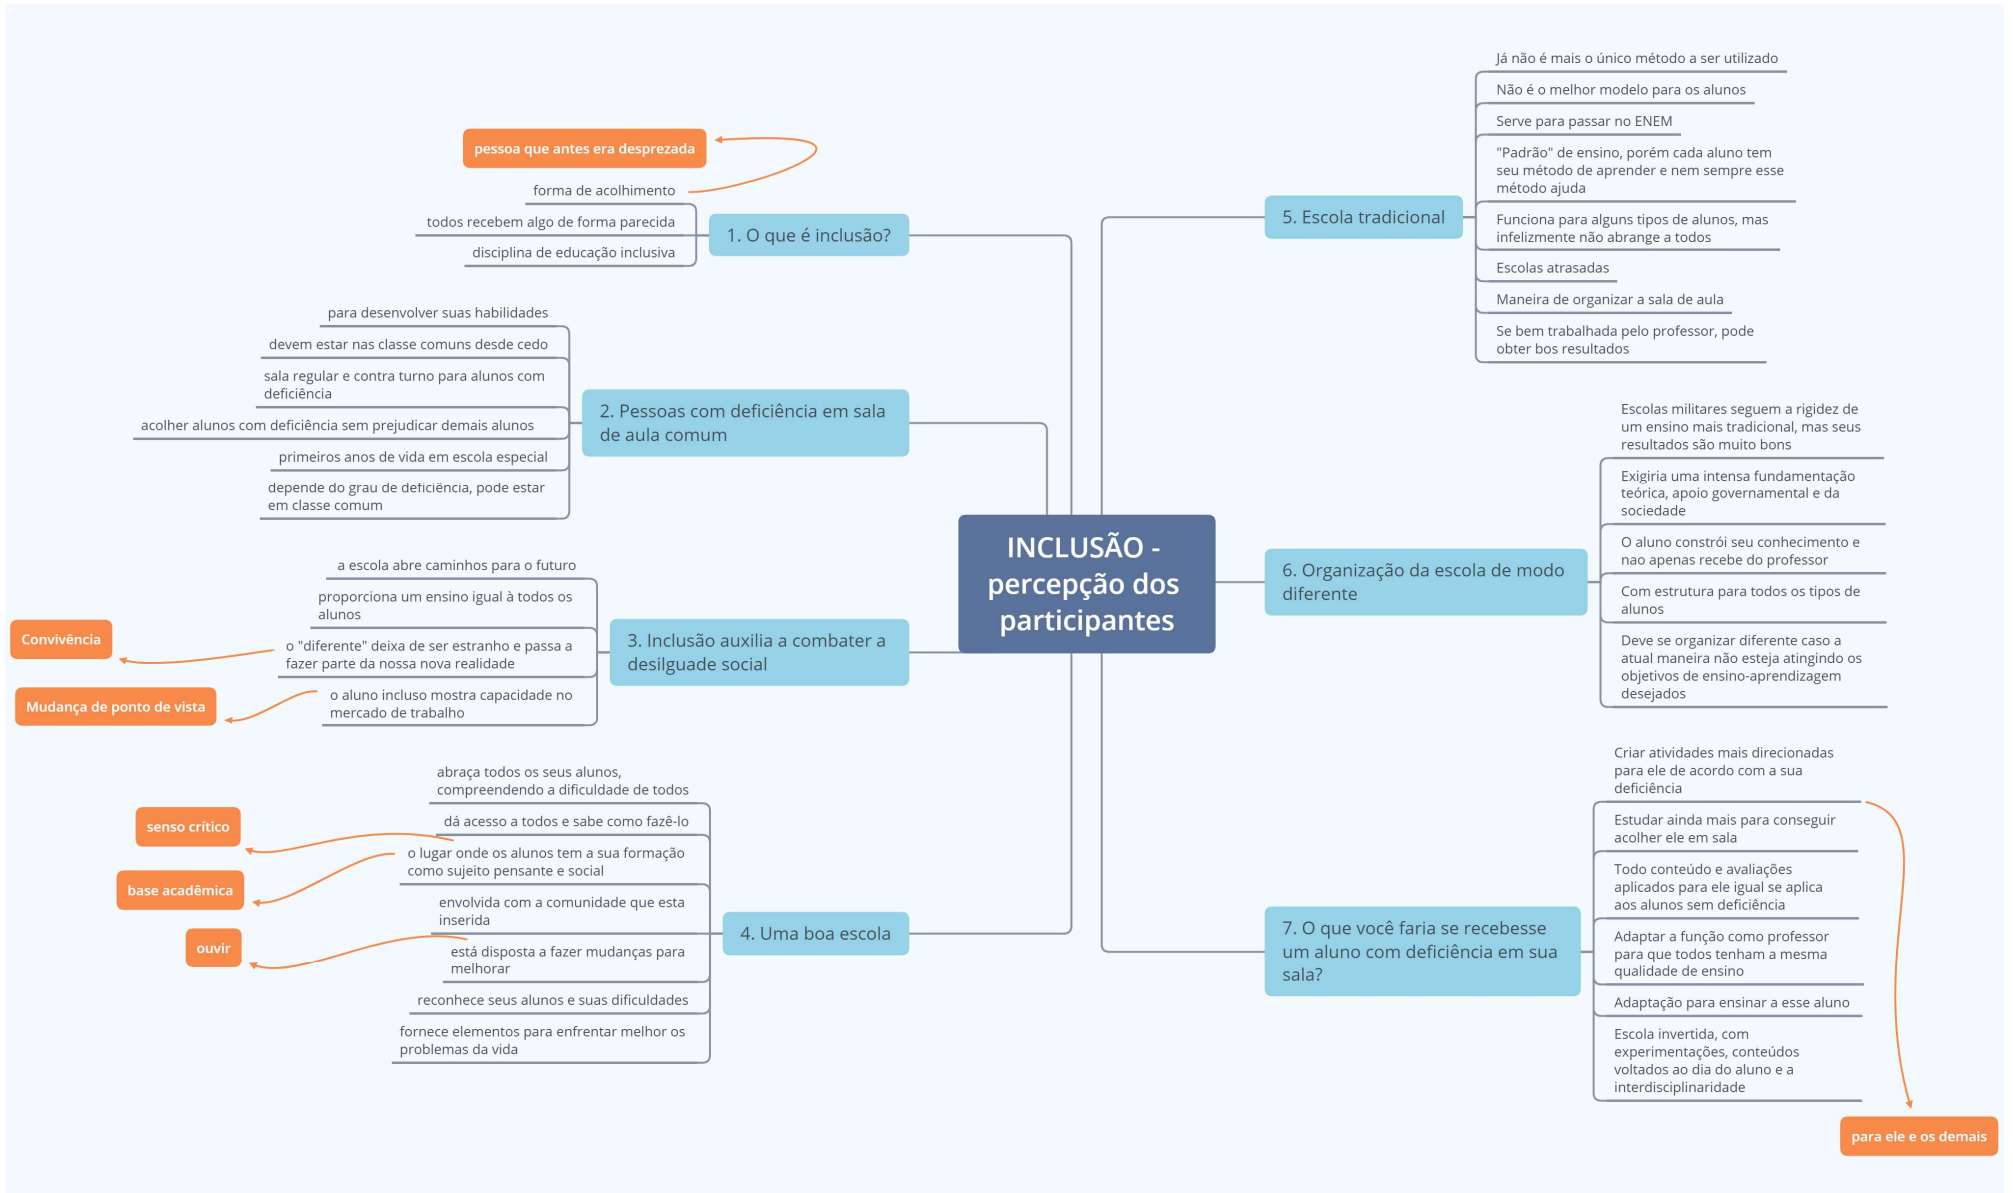 INCLUSÃO -
percepção dos
participantes
pessoa que antes era desprezada
forma de acolhimento
todos recebem algo de forma parecida
disciplina de educação inclusiva
1. O que é inclusão?
para desenvolver suas habilidades
devem estar nas classe comuns desde cedo
sala regular e contra turno para alunos com
deficiência
acolher alunos com deficiência sem prejudicar demais alunos
primeiros anos de vida em escola especial
depende do grau de deficiência, pode estar
em classe comum
2. Pessoas com deficiência em sala
de aula comum
a escola abre caminhos para o futuro
proporciona um ensino igual à todos os
alunos
o "diferente" deixa de ser estranho e passa a
fazer parte da nossa nova realidade
o aluno incluso mostra capacidade no
mercado de trabalho
Convivência
Mudança de ponto de vista
3. Inclusão auxilia a combater a
desilguade social
abraça todos os seus alunos,
compreendendo a dificuldade de todos
dá acesso a todos e sabe como fazê-lo
o lugar onde os alunos tem a sua formação
como sujeito pensante e social
envolvida com a comunidade que esta
inserida
está disposta a fazer mudanças para
melhorar
reconhece seus alunos e suas dificuldades
fornece elementos para enfrentar melhor os
problemas da vida
senso crítico
base acadêmica
ouvir
4. Uma boa escola
5. Escola tradicional
Já não é mais o único método a ser utilizado
Não é o melhor modelo para os alunos
Serve para passar no ENEM
"Padrão" de ensino, porém cada aluno tem
seu método de aprender e nem sempre esse
método ajuda
Funciona para alguns tipos de alunos, mas
infelizmente não abrange a todos
Escolas atrasadas
Maneira de organizar a sala de aula
Se bem trabalhada pelo professor, pode
obter bos resultados
6. Organização da escola de modo
diferente
Escolas militares seguem a rigidez de
um ensino mais tradicional, mas seus
resultados são muito bons
Exigiria uma intensa fundamentação
teórica, apoio governamental e da
sociedade
O aluno constrói seu conhecimento e
nao apenas recebe do professor
Com estrutura para todos os tipos de
alunos
Deve se organizar diferente caso a
atual maneira não esteja atingindo os
objetivos de ensino-aprendizagem
desejados
7. O que você faria se recebesse
um aluno com deficiência em sua
sala?
Criar atividades mais direcionadas
para ele de acordo com a sua
deficiência
Estudar ainda mais para conseguir
acolher ele em sala
Todo conteúdo e avaliações
aplicados para ele igual se aplica
aos alunos sem deficiência
Adaptar a função como professor
para que todos tenham a mesma
qualidade de ensino
Adaptação para ensinar a esse aluno
Escola invertida, com
experimentações, conteúdos
voltados ao dia do aluno e a
interdisciplinaridade
para ele e os demais